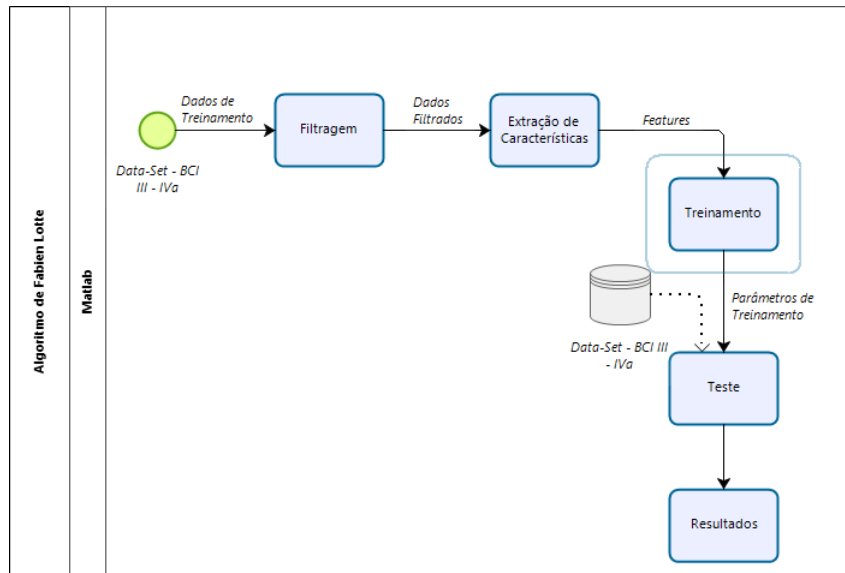 Algoritmo de Fabien Lotte
Matlab
Data-Set - BCI
III - IVa
Dados de
Treinamento
Filtragem
Dados
Filtrados
Extração de
Características
Features
Treinamento
Parâmetros de
Treinamento
Data-Set - BCI III
- IVa
Teste
Resultados